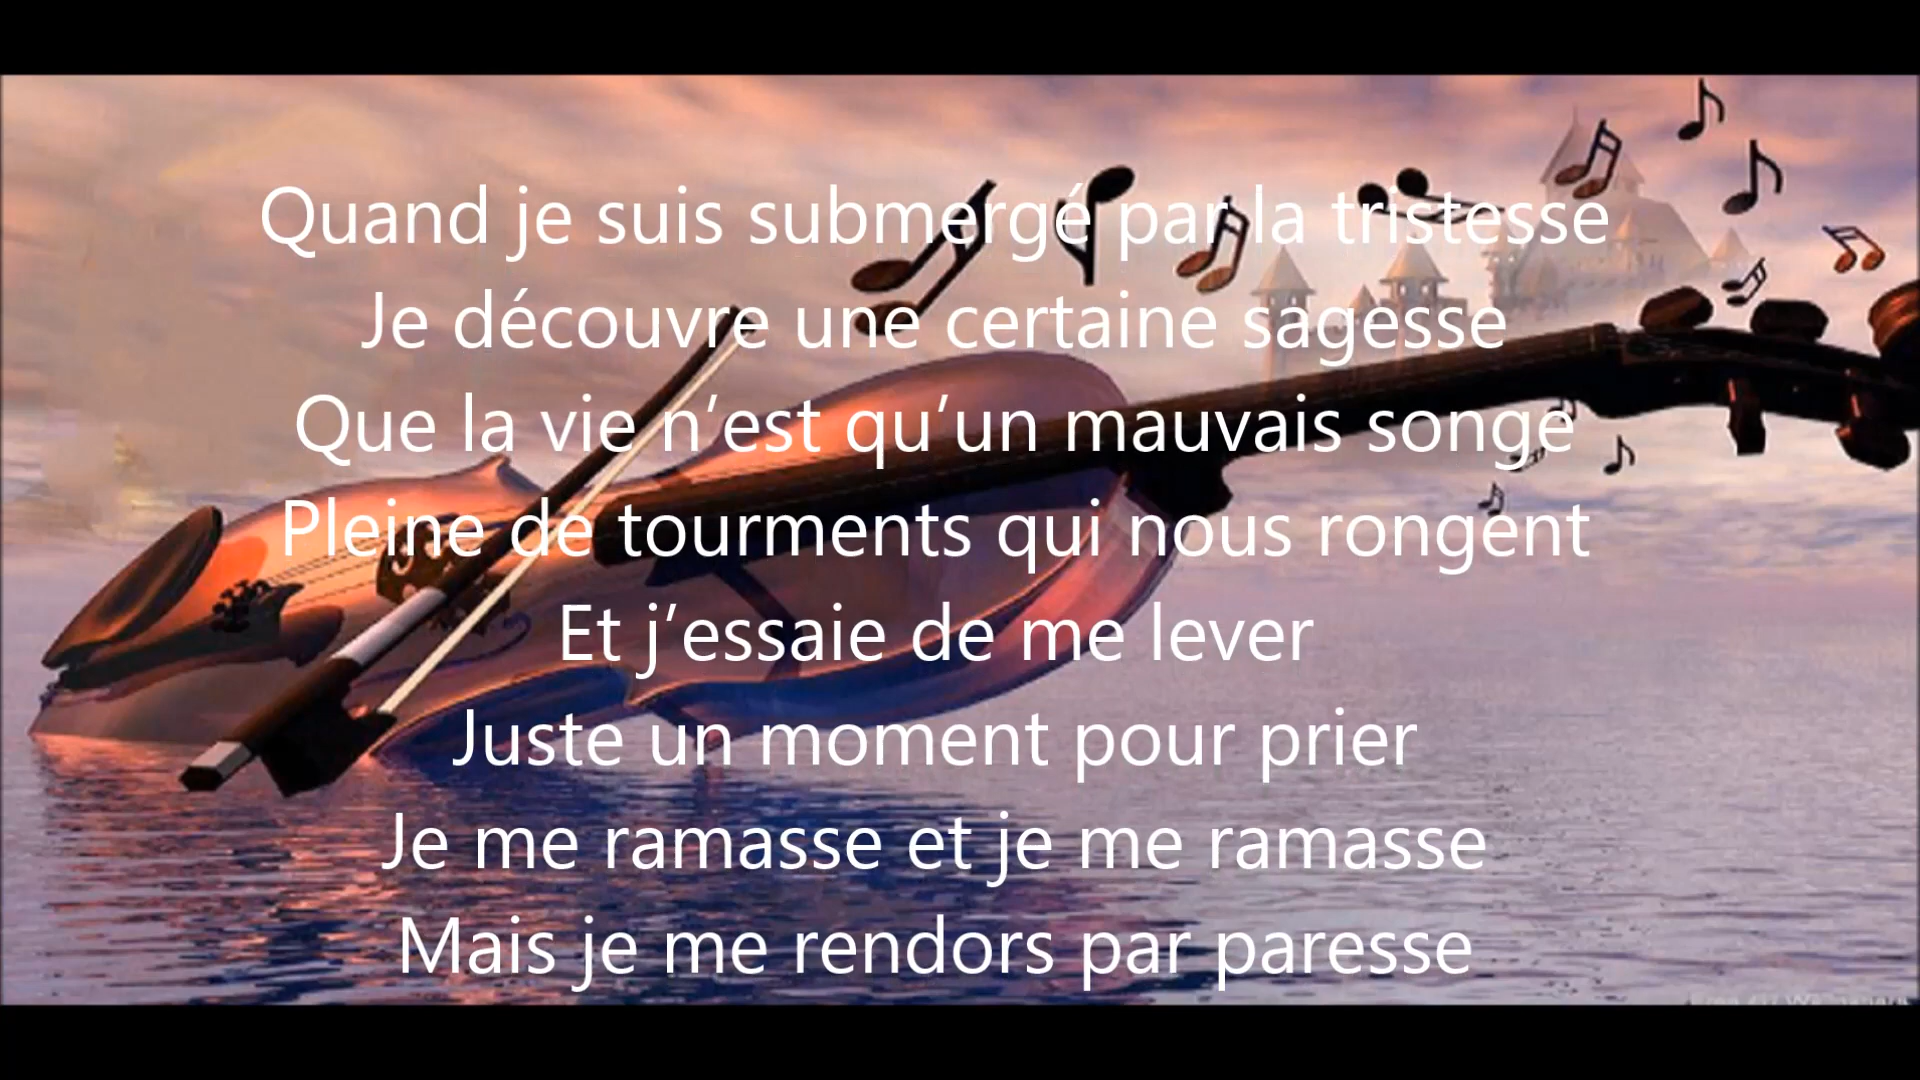 Quand je suis submergé par la tristesse
Je découvre une certaine sagesse
Que la vie n’est qu’un mauvais songe
Pleine de tourments qui nous rongent
Et j’essaie de me lever
Juste un moment pour prier
Je me ramasse et je me ramasse
Mais je me rendors par paresse